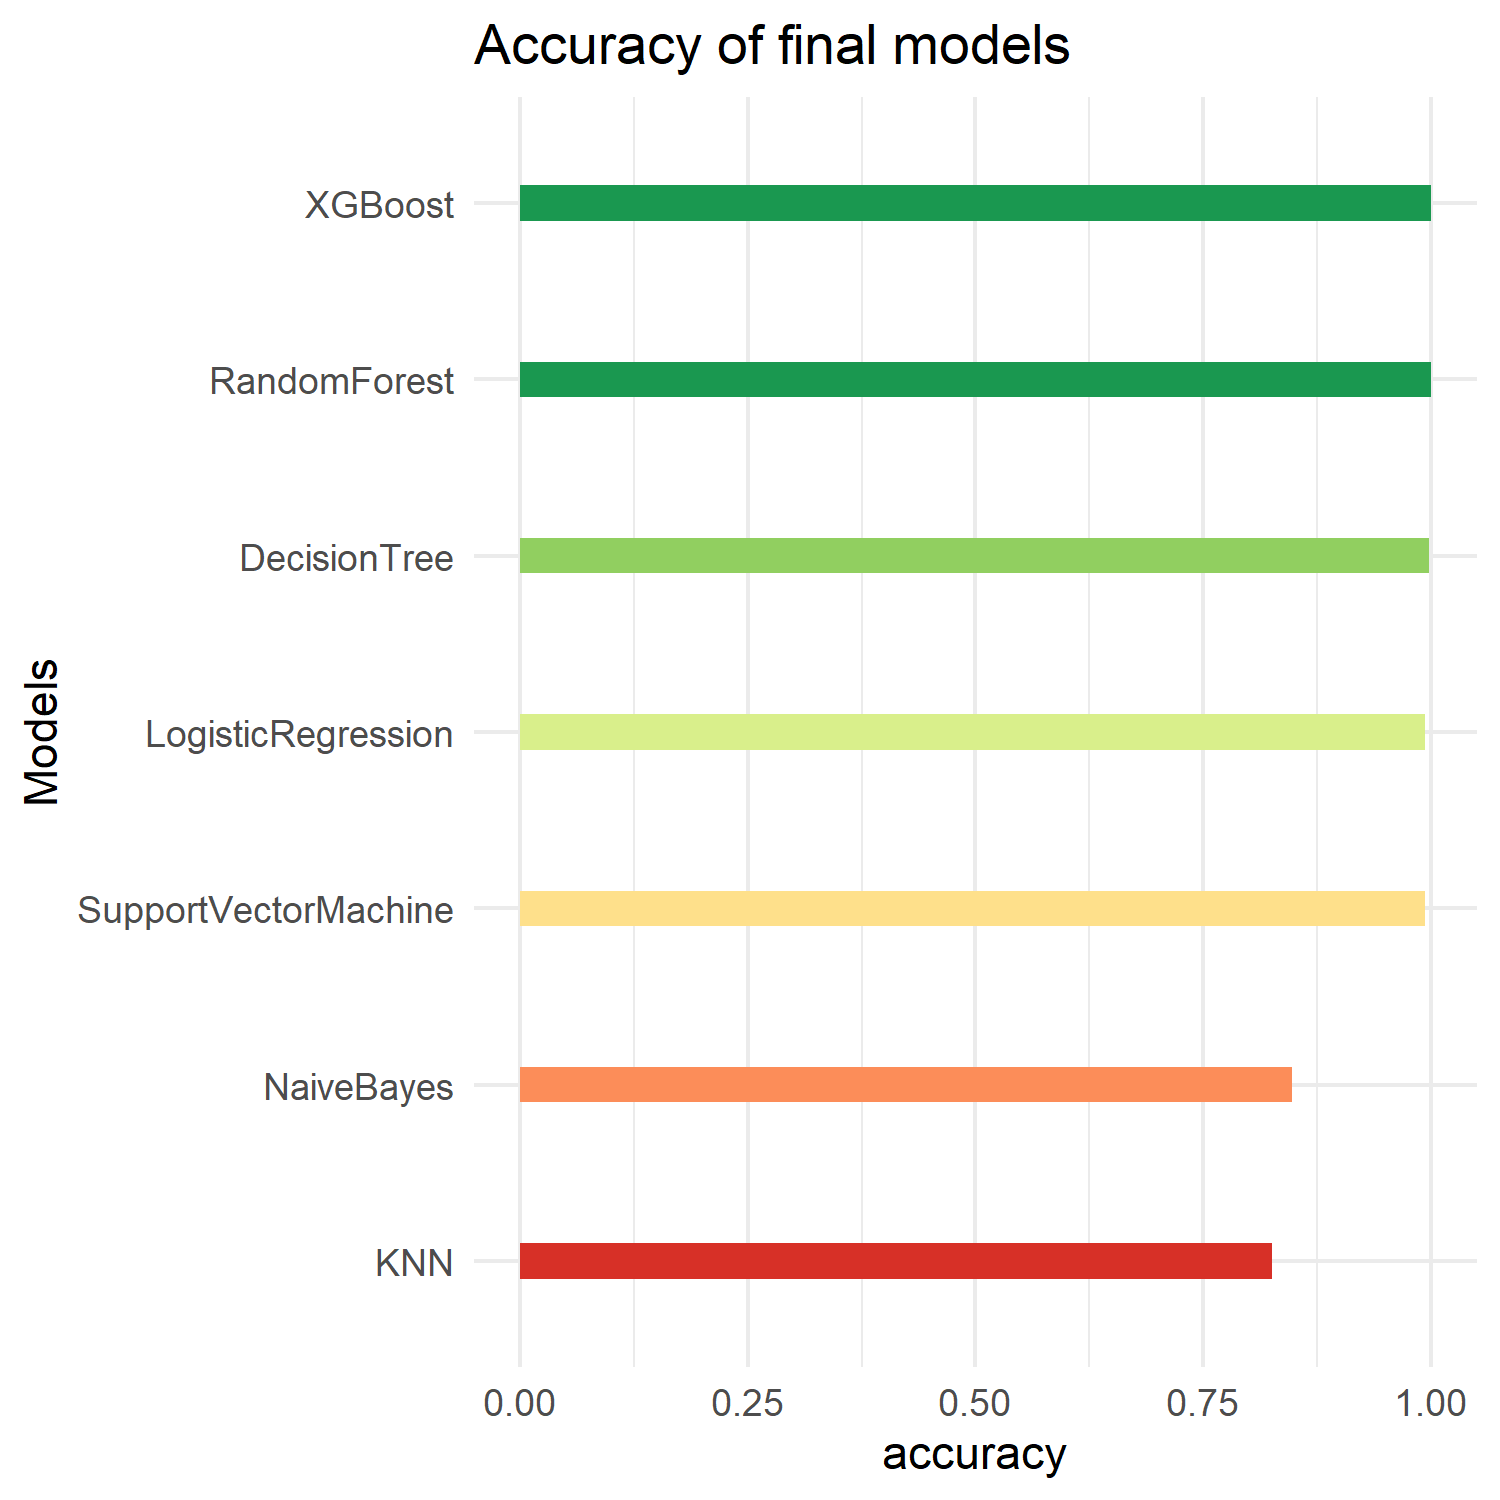 Accuracy of final models
Models
XGBoost
RandomForest
DecisionTree
LogisticRegression
SupportVectorMachine
NaiveBayes
KNN
0.00 0.25 0.50 0.75 1.00
accuracy